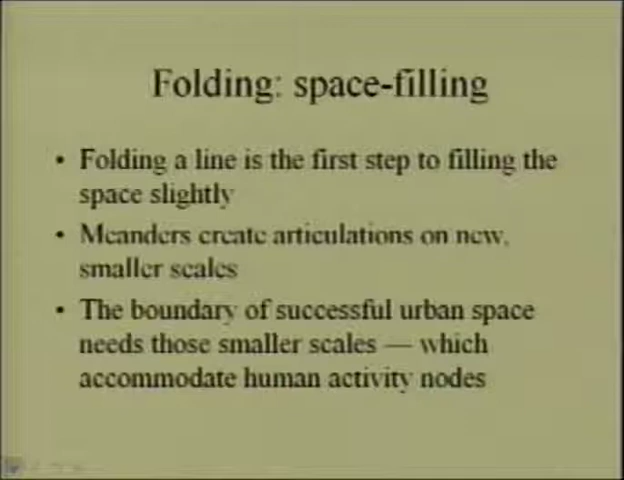 Folding: space-filling
• Folding a line is the first step to filling the
space slightly
• Meanders create articulations on new,
smaller scales
• The boundary of successful urban space
needs those smaller scales — which
accommodate human activity nodes